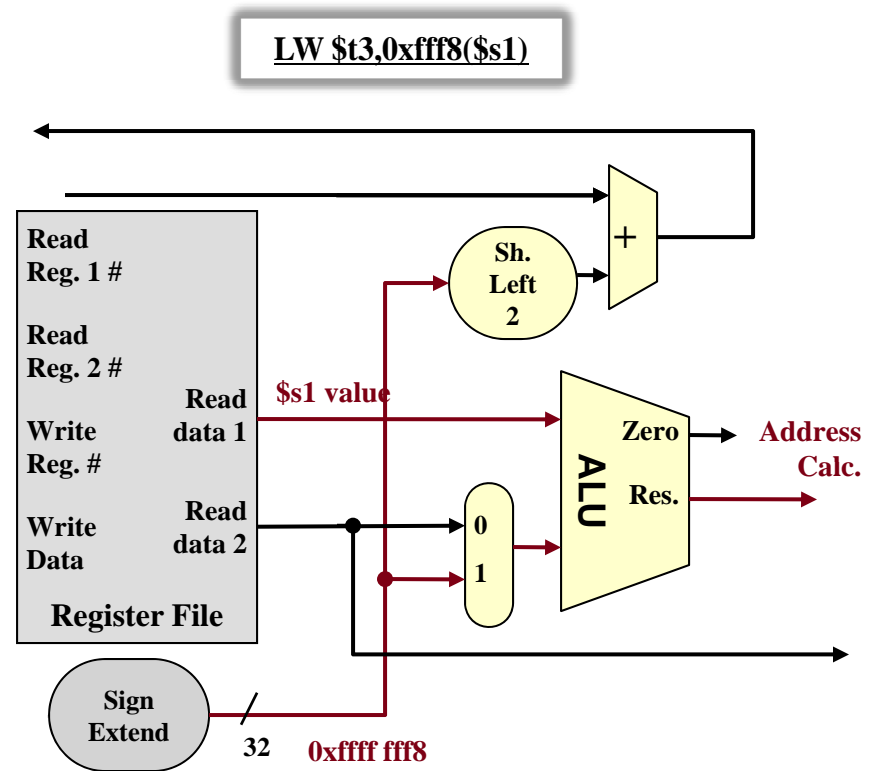 LW $t3,0xfff8($s1)
+
Sh.
Left
2
Read
Reg. 1 #
Read
Reg. 2 #
Write
Reg. #
Write
Data
Read
data 1
Read
data 2
Register File
$s1 value
0
1
ALU
Zero
Res.
Address
Calc.
Sign
Extend
32
0xffff fff8